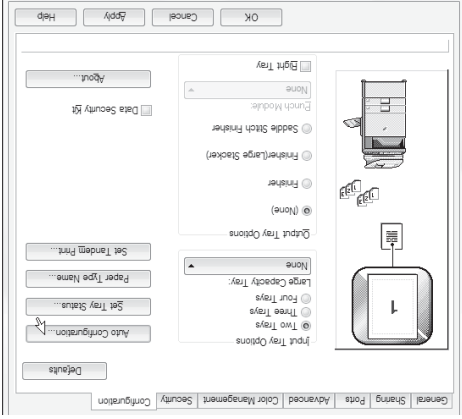 General Sharing Ports Advanced Color Management Security Configuration
Defaults
Input Tray Options
Two Trays
Three Trays
Four Trays
Large Capacity Tray:
None
Auto Configuration...
Set Tray Status...
Paper Type Name...
Set Tandem Print...
1
Output Tray Options
(None)
Finisher
Finisher(Large Stacker)
Saddle Stitch Finisher
Punch Module:
None
Right Tray
Data Security Kit
About...
OK Cancel Apply Help